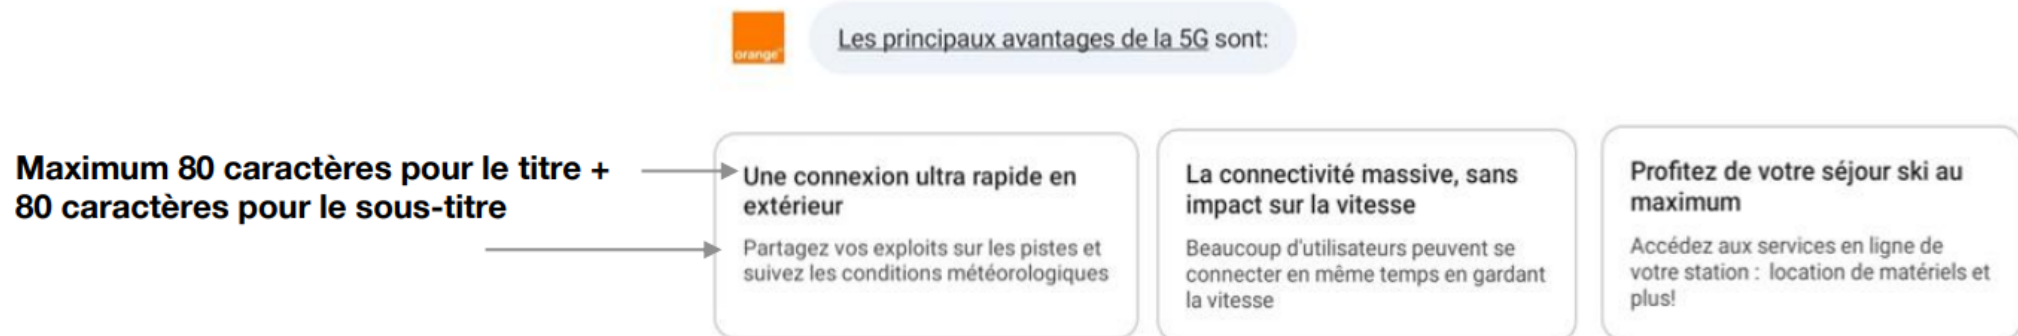 orange™
Les principaux avantages de la 5G sont:
Maximum 80 caractères pour le titre +
80 caractères pour le sous-titre
Une connexion ultra rapide en
extérieur
Partagez vos exploits sur les pistes et
suivez les conditions météorologiques
La connectivité massive, sans
impact sur la vitesse
Beaucoup d'utilisateurs peuvent se
connecter en même temps en gardant
la vitesse
Profitez de votre séjour ski au
maximum
Accédez aux services en ligne de
votre station :  location de matériels et
plus!